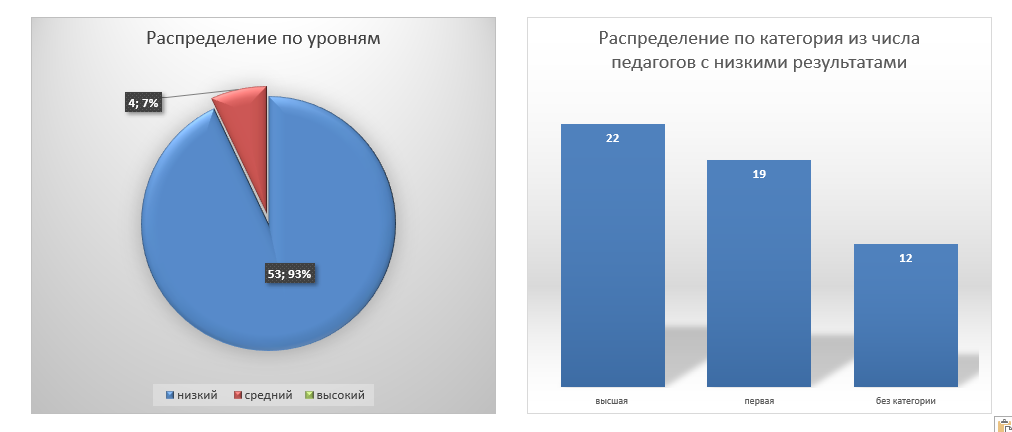 Распределение по уровням
4; 7%
53; 93%
низкий средний высокий
Распределение по категория из числа
педагогов с низкими результатами
22
19
12
высшая первая без категории